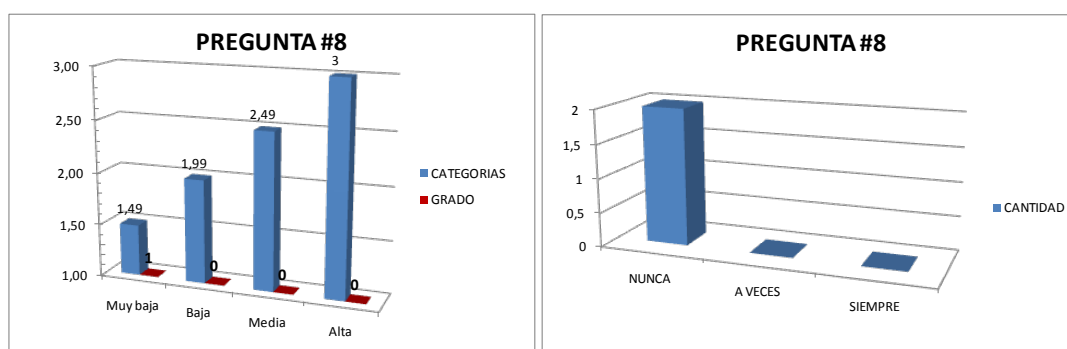 PREGUNTA #8
3,00
2,50
2,00
1,50
1,00
1,49
1,99
2,49
3
1
0
0
0
Muy baja
Baja
Media
Alta
CATEGORIAS
GRADO
PREGUNTA #8
2
1,5
1
0,5
0
NUNCA
A VECES
SIEMPRE
CANTIDAD